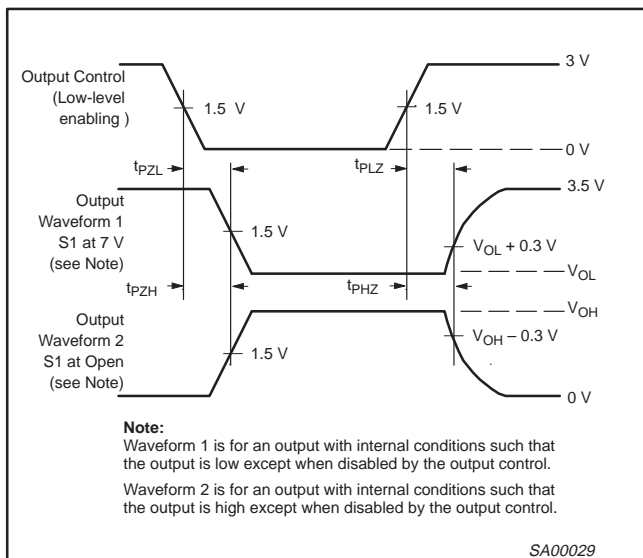 3 V
Output Control
(Low-level
enabling )
1.5 V
1.5 V
0 V
tPZL
tPLZ
3.5 V
Output
Waveform 1
S1 at 7 V
(see Note)
1.5 V
VOL + 0.3 V
VOL
tPZH
tPHZ
VOH
Output
Waveform 2
S1 at Open
(see Note)
1.5 V
VOH – 0.3 V
0 V
Note:
Waveform 1 is for an output with internal conditions such that
the output is low except when disabled by the output control.
Waveform 2 is for an output with internal conditions such that
the output is high except when disabled by the output control.
SA00029